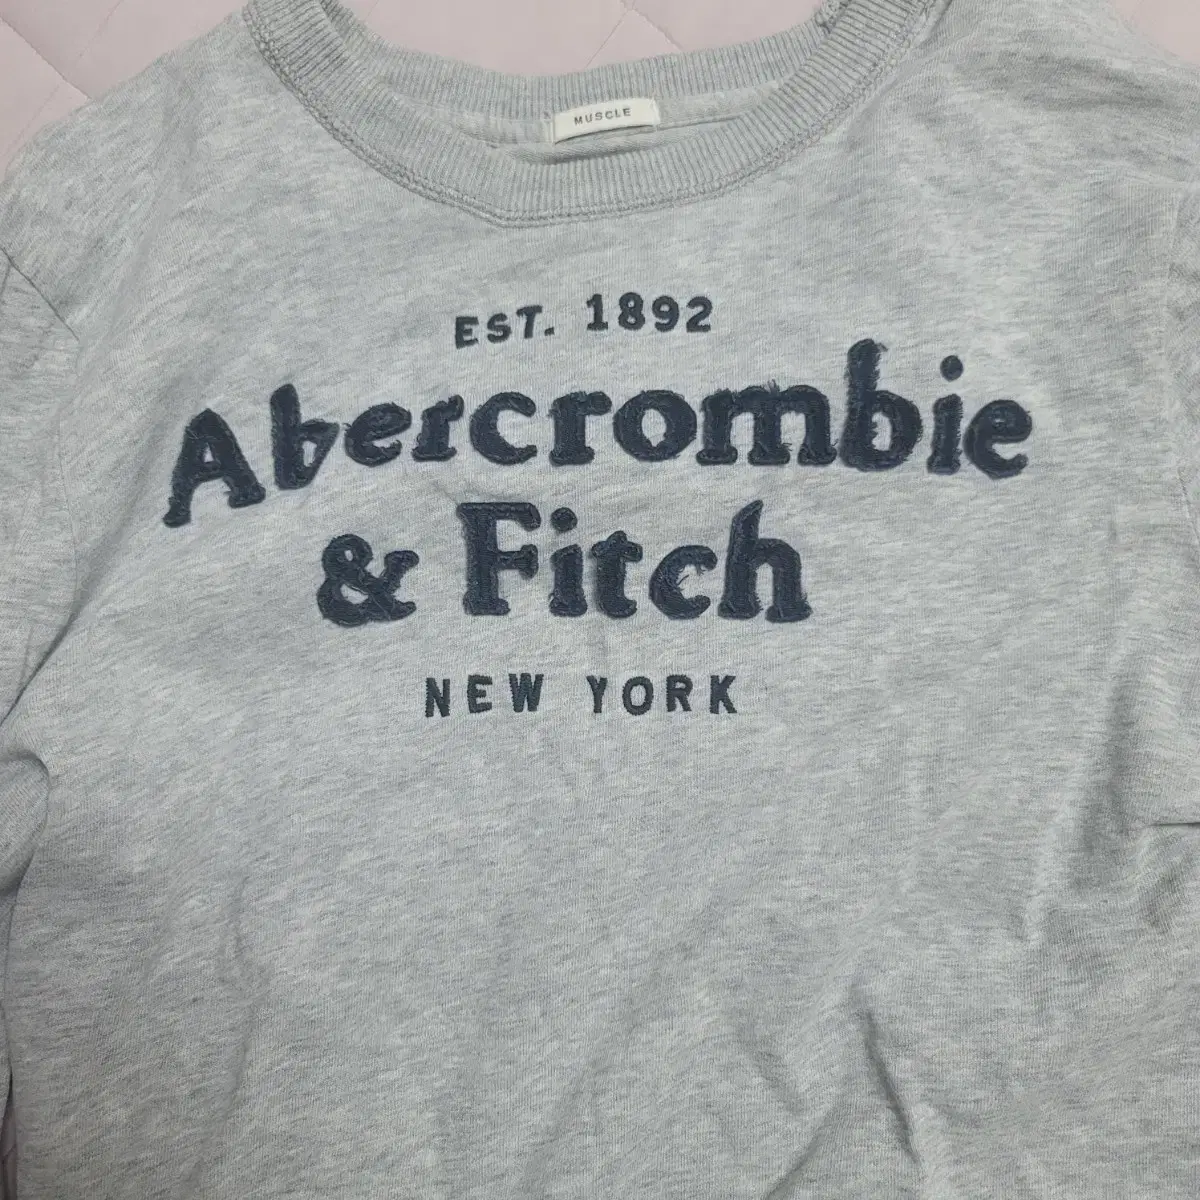 MUSCLE
EST. 1892
Abercrombie
& Fitch
NEW YORK